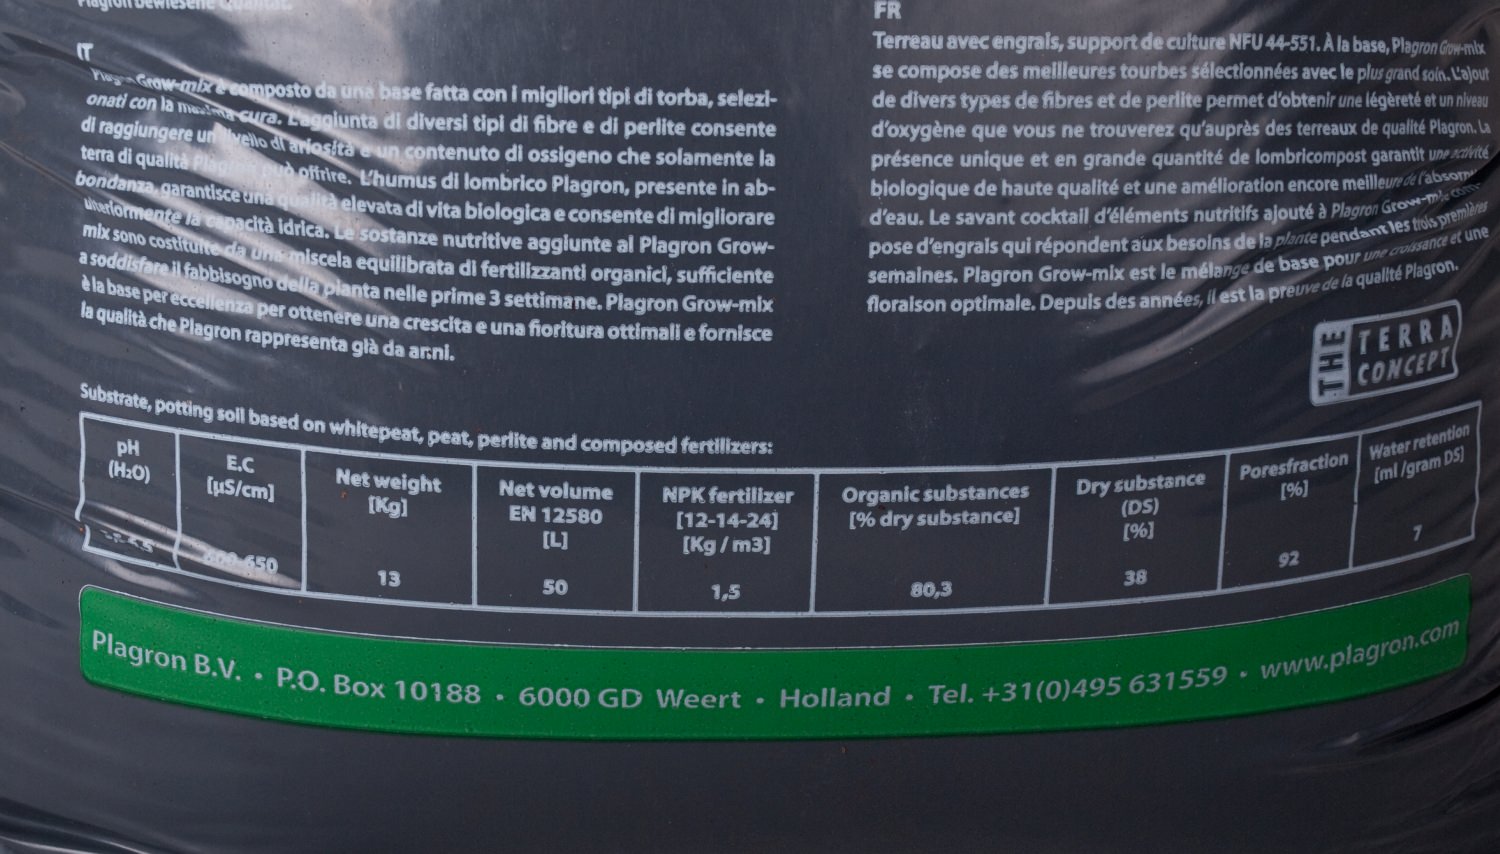 Plagron bewiesene Qualität.
IT
Plagron Grow-mix è composto da una base fatta con i migliori tipi di torba, selezi-
onati con la massima cura. L'aggiunta di diversi tipi di fibre e di perlite consente
di raggiungere un livello di ariosità e un contenuto di ossigeno che solamente la
terra di qualità Plagron può offrire. L'humus di lombrico Plagron, presente in ab-
bondanza, garantisce una qualità elevata di vita biologica e consente di migliorare
ulteriormente la capacità idrica. Le sostanze nutritive aggiunte al Plagron Grow-
mix sono costituite da una miscela equilibrata di fertilizzanti organici, sufficiente
a soddisfare il fabbisogno della planta nelle prime 3 settimane. Plagron Grow-mix
è la base per eccellenza per ottenere una crescita e una fioritura ottimali e fornisce
la qualità che Plagron rappresenta già da anni.
FR
Terreau avec engrais, support de culture NFU 44-551. À la base, Plagron Grow-mix
se compose des meilleures tourbes sélectionnées avec le plus grand soin. L'ajout
de divers types de fibres et de perlite permet d'obtenir une légèreté et un niveau
d'oxygène que vous ne trouverez qu'auprès des terreaux de qualité Plagron. La
présence unique et en grande quantité de lombricompost garantit une activité
biologique de haute qualité et une amélioration encore meilleure de l'absorp-
d'eau. Le savant cocktail d'éléments nutritifs ajouté à Plagron Grow-mix com-
pose d'engrais qui répondent aux besoins de la plante pendant les trois premières
semaines. Plagron Grow-mix est le mélange de base pour une croissance et une
floraison optimale. Depuis des années, il est la preuve de la qualité Plagron.
THE TERRA
CONCEPT
Substrate, potting soil based on whitepeat, peat, perlite and composed fertilizers:
pH
(H₂O)
E.C
[µS/cm]
650
Net weight
[Kg]
13
Net volume
EN 12580
[L]
50
NPK fertilizer
[12-14-24]
[Kg / m3]
1,5
Organic substances
[% dry substance]
80,3
Dry substance
(DS)
[%]
38
Poresfraction
[%]
92
Water retention
[ml /gram DS]
7
Plagron B.V. • P.O. Box 10188 • 6000 GD Weert • Holland • Tel. +31(0)495 631559 • www.plagron.com